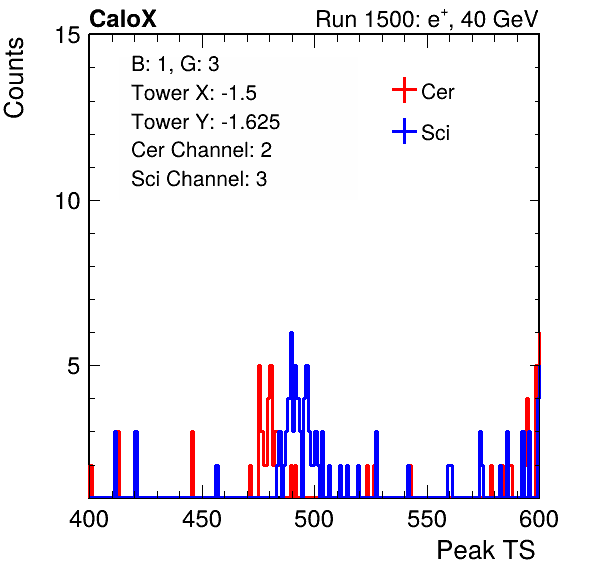 CaloX
Run 1500: e⁺, 40 GeV
Counts
15
10
5
B: 1, G: 3
Tower X: -1.5
Tower Y: -1.625
Cer Channel: 2
Sci Channel: 3
Cer
Sci
400 450 500 550 600
Peak TS